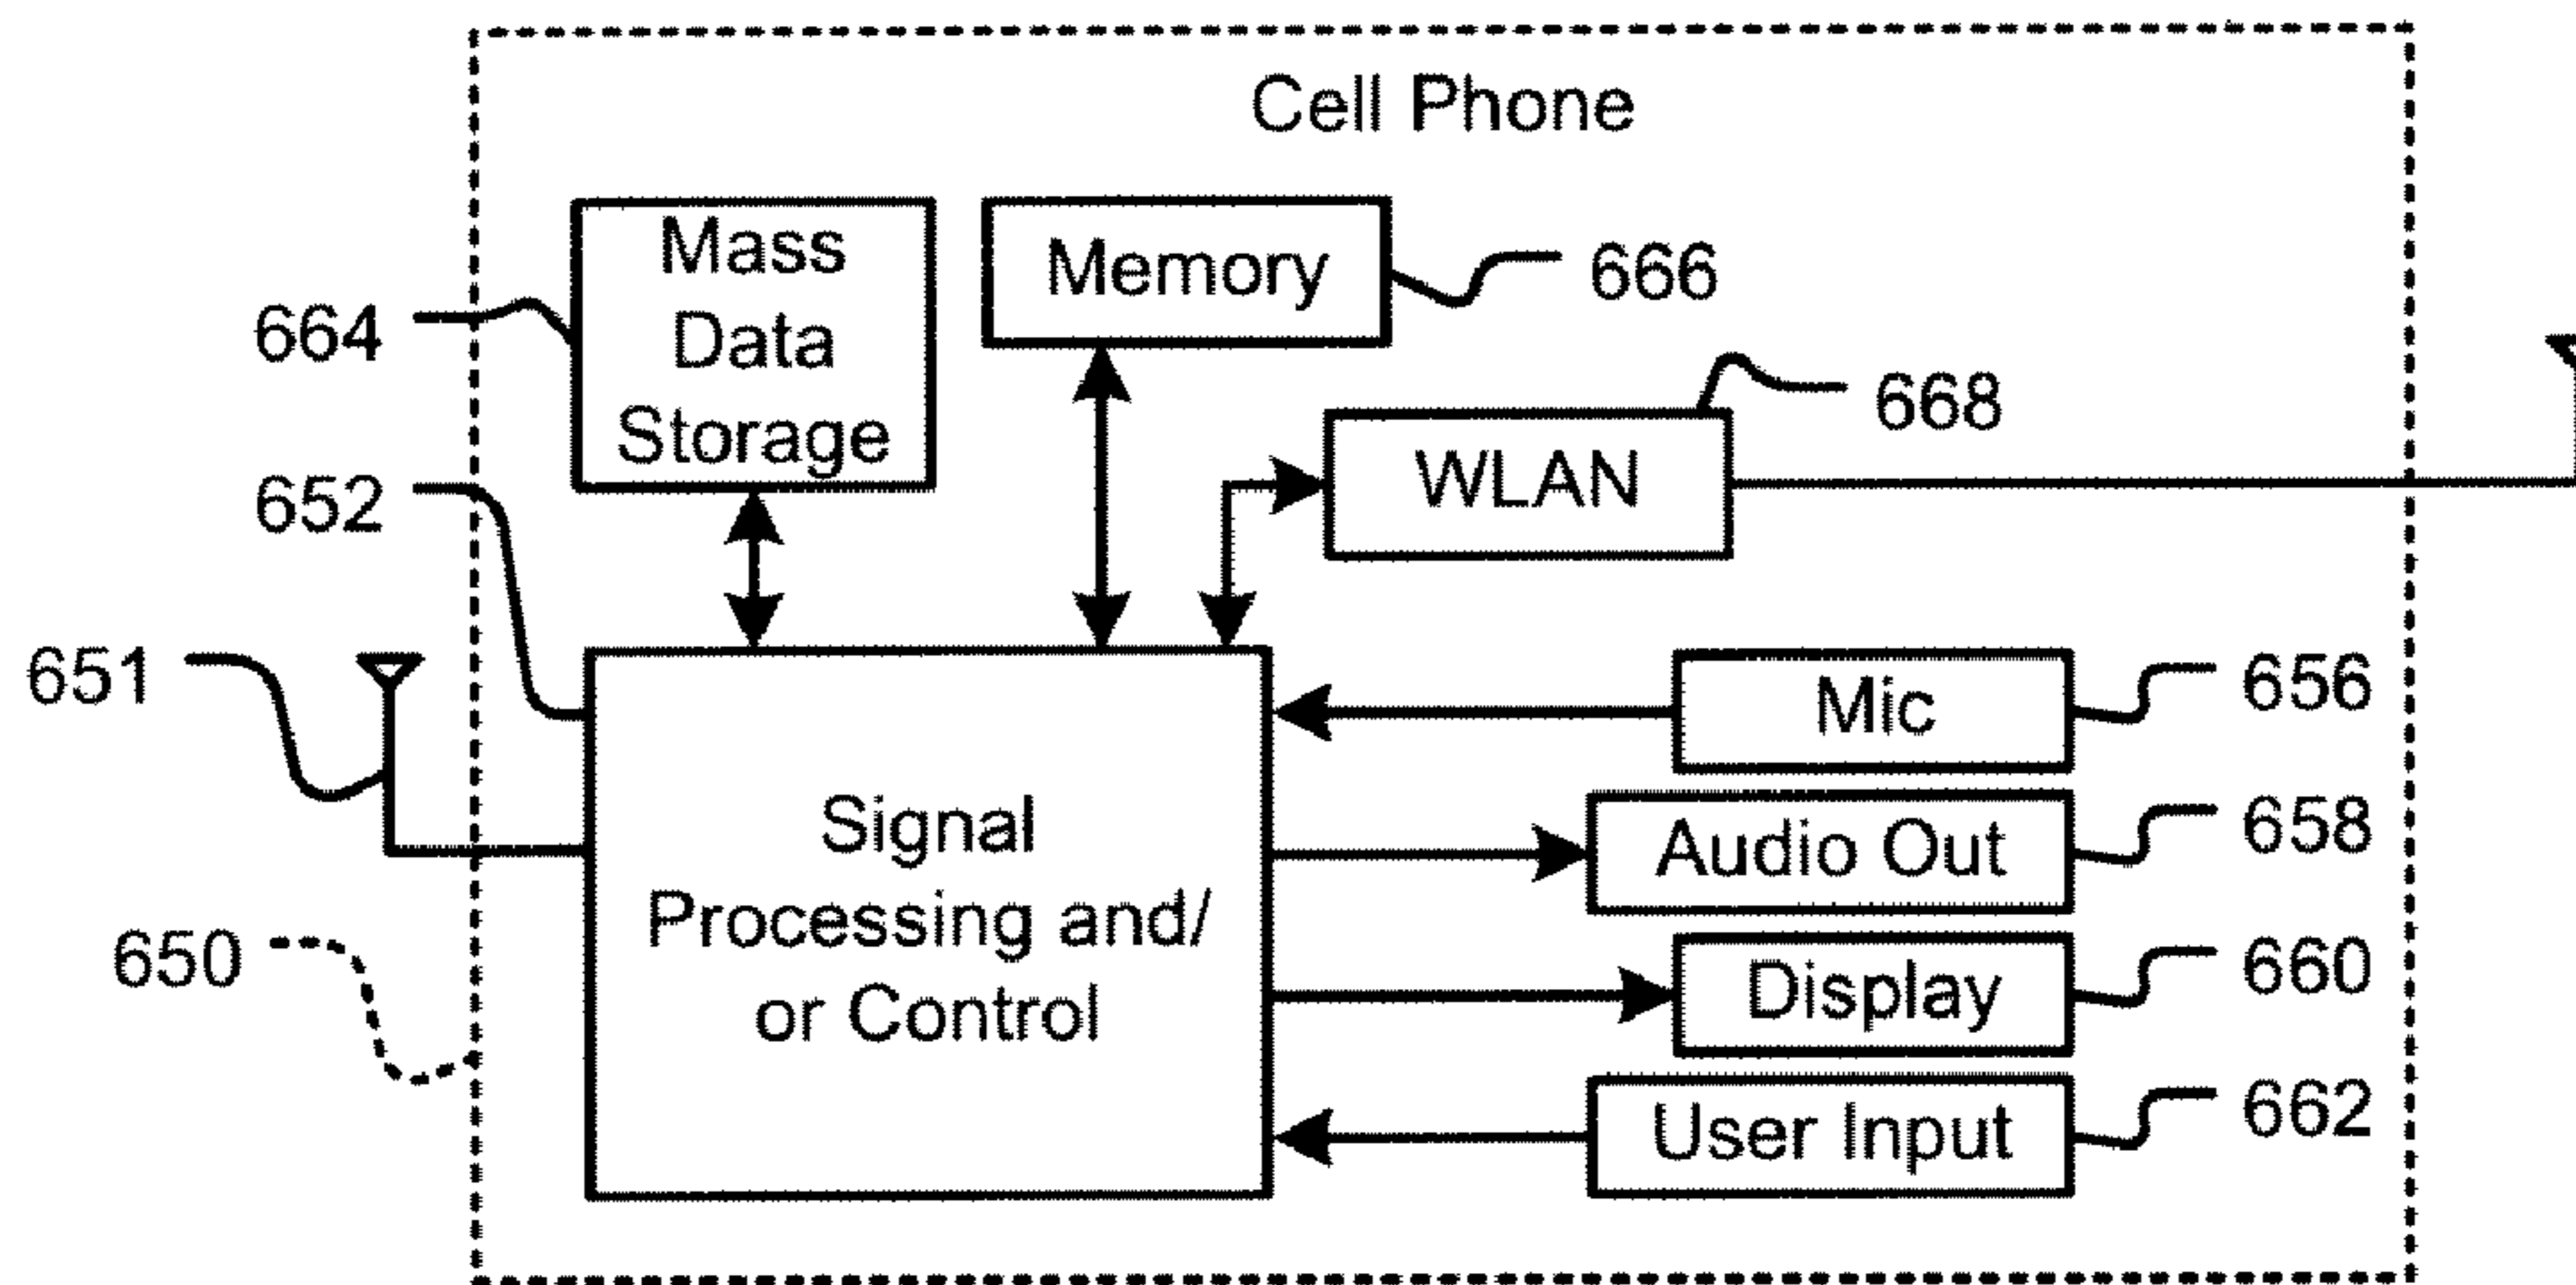 Cell Phone
Mass
Data
Storage
Memory
666
664
668
WLAN
652
651
Mic
656
Signal
Processing and/
or Control
Audio Out
658
650
Display
660
User Input
662